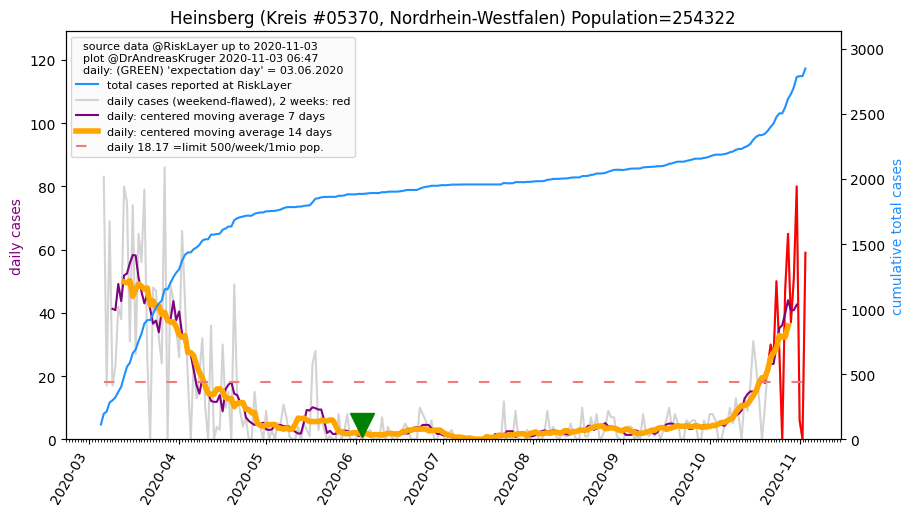 Heinsberg (Kreis #05370, Nordrhein-Westfalen) Population=254322
source data @RiskLayer up to 2020-11-03
plot @DrAndreasKruger 2020-11-03 06:47
daily: (GREEN) 'expectation day' = 03.06.2020
total cases reported at RiskLayer
daily cases (weekend-flawed), 2 weeks: red
daily: centered moving average 7 days
daily: centered moving average 14 days
daily 18.17 =limit 500/week/1mio pop.
daily cases
120
100
80
60
40
20
0
cumulative total cases
3000
2500
2000
1500
1000
500
0
2020-03
2020-04
2020-05
2020-06
2020-07
2020-08
2020-09
2020-10
2020-11